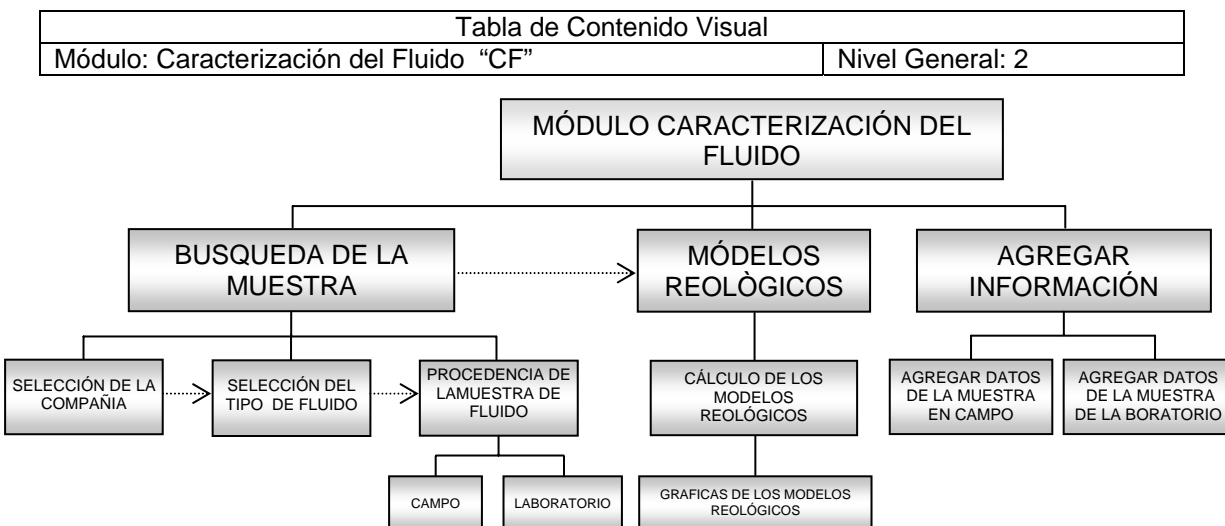 Tabla de Contenido Visual
Módulo: Caracterización del Fluido “CF”
Nivel General: 2
MÓDULO CARACTERIZACIÓN DEL
FLUIDO
BUSQUEDA DE LA
MUESTRA
MÓDELOS
REOLÒGICOS
AGREGAR
INFORMACIÓN
SELECCIÓN DE LA
COMPAÑIA
SELECCIÓN DEL
TIPO DE FLUIDO
PROCEDENCIA DE
LAMUESTRA DE
FLUIDO
CÁLCULO DE LOS
MODELOS
REOLÓGICOS
AGREGAR DATOS
DE LA MUESTRA
EN CAMPO
AGREGAR DATOS
DE LA MUESTRA
DE LA BORATORIO
CAMPO
LABORATORIO
GRAFICAS DE LOS MODELOS
REOLÓGICOS